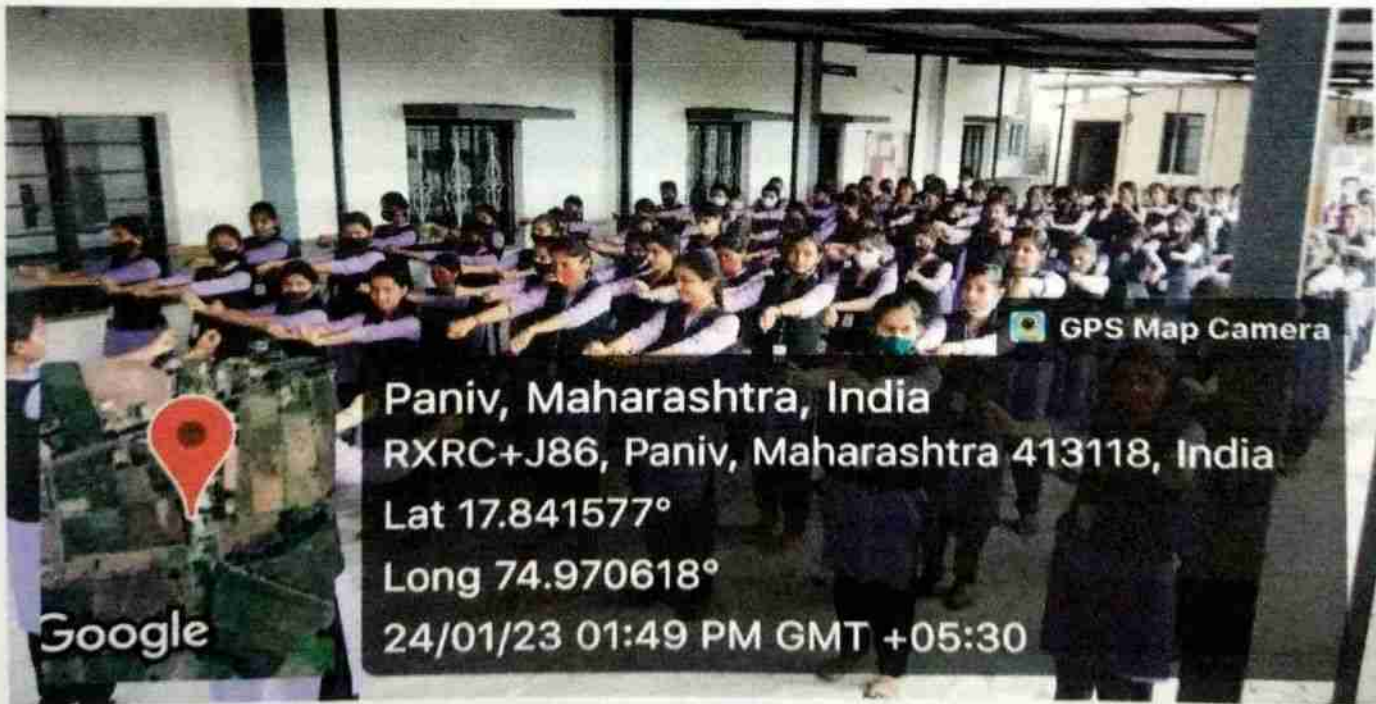 GPS Map Camera
Paniv, Maharashtra, India
RXRC+J86, Paniv, Maharashtra 413118, India
Lat 17.841577°
Long 74.970618°
24/01/23 01:49 PM GMT +05:30
Google